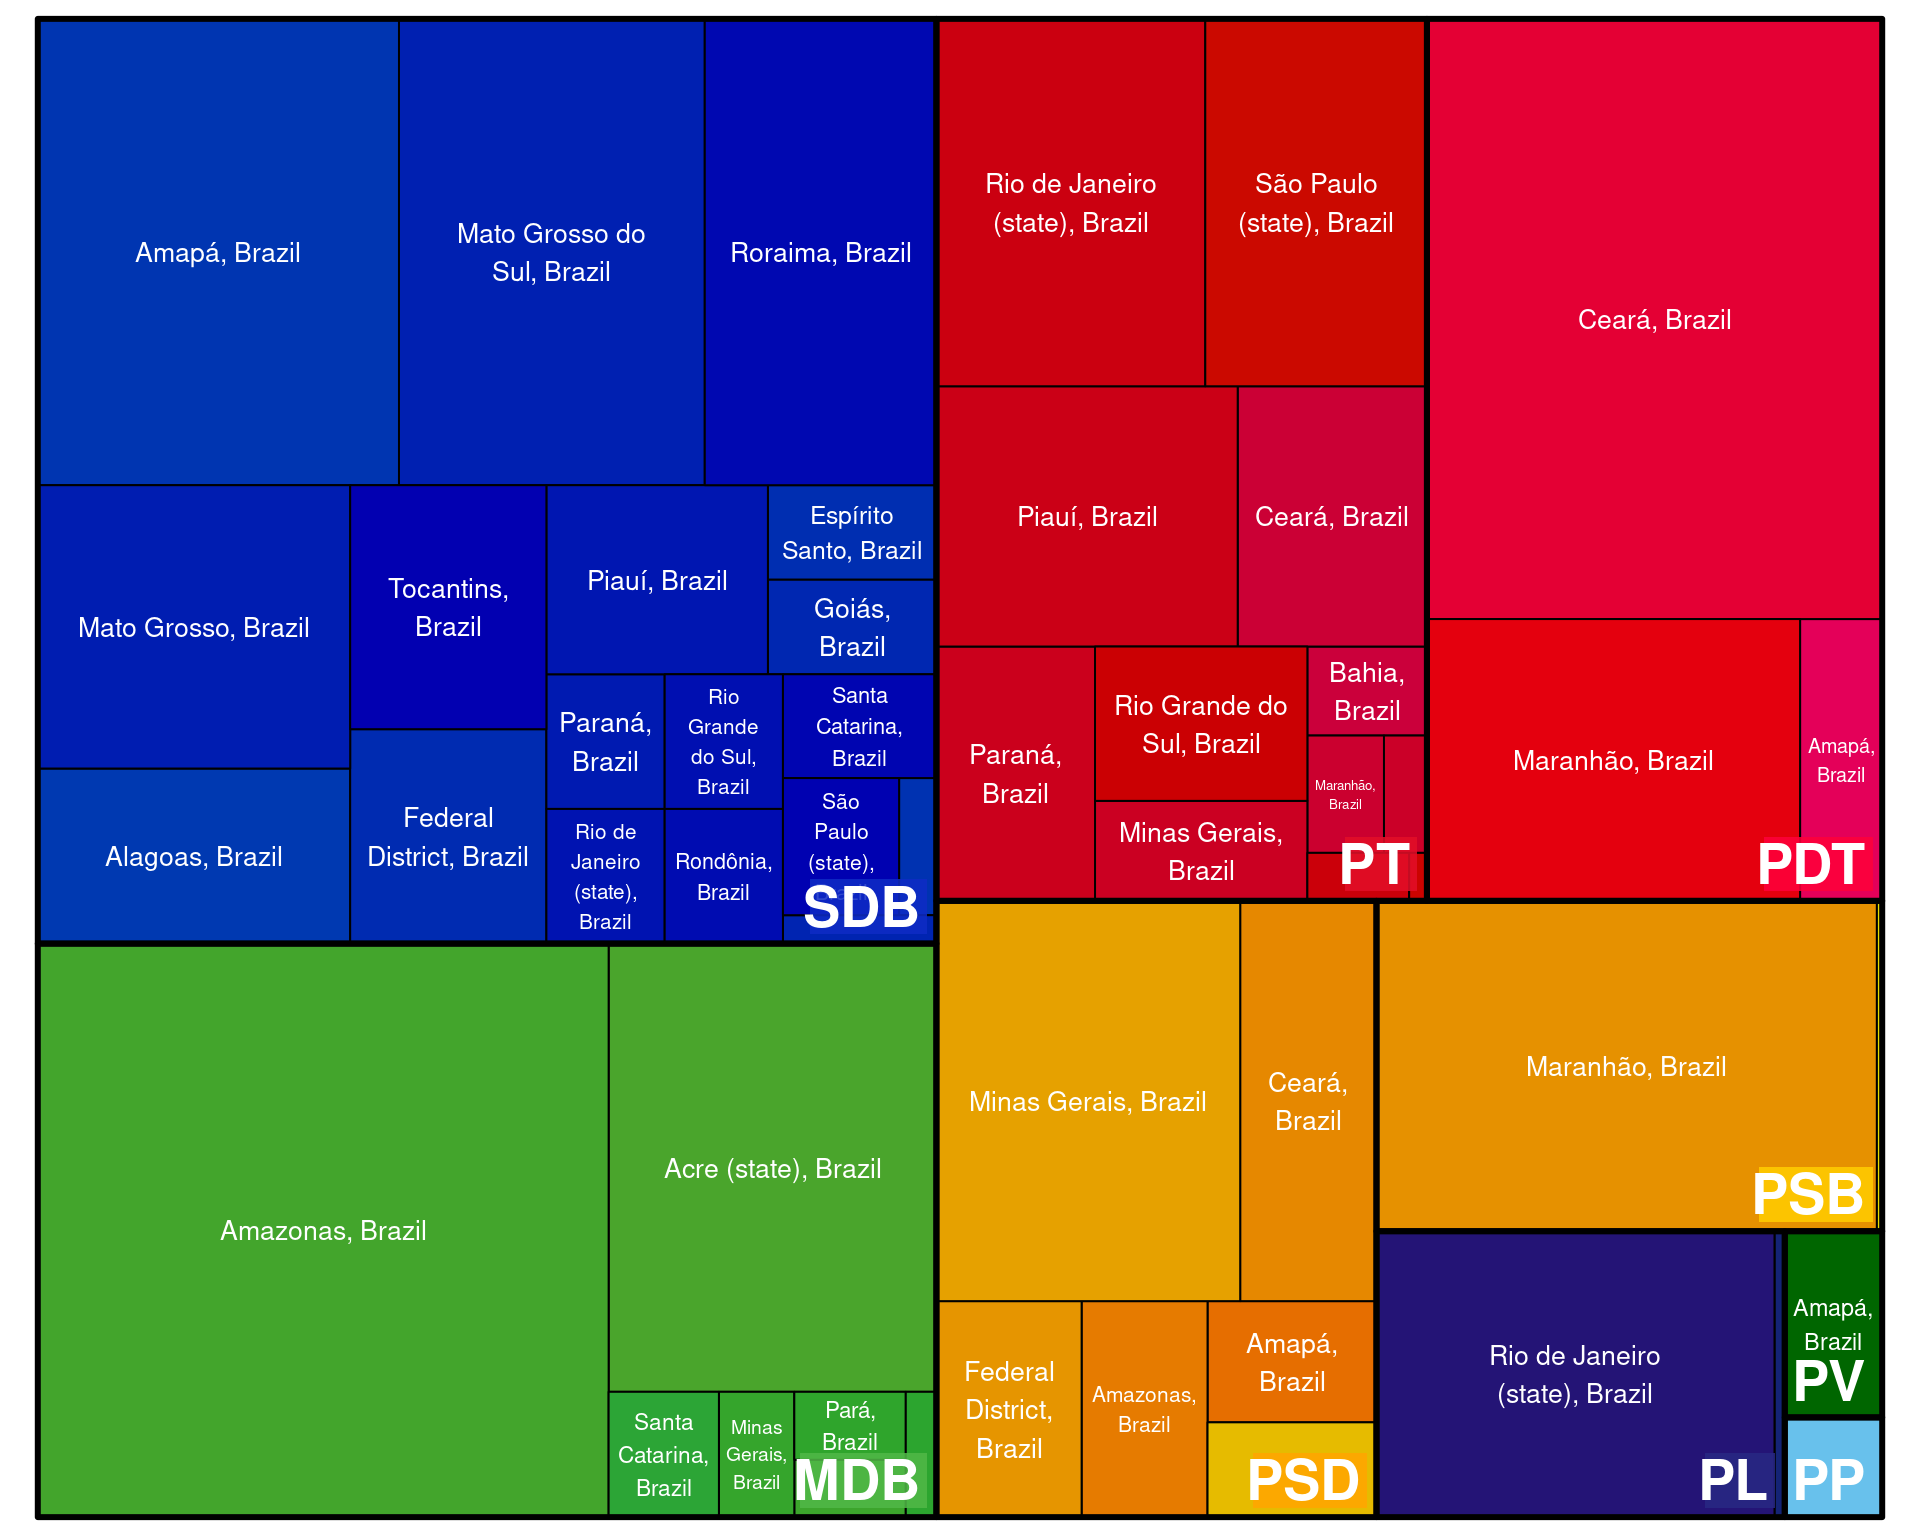 Amapá, Brazil
Mato Grosso do
Sul, Brazil
Roraima, Brazil
Mato Grosso, Brazil
Alagoas, Brazil
Tocantins,
Brazil
Federal
District, Brazil
Piauí, Brazil
Espírito
Santo, Brazil
Goiás,
Brazil
Paraná,
Brazil
Rio
Grande
do Sul,
Brazil
Santa
Catarina,
Brazil
Rio de
Janeiro
(state),
Brazil
Rondônia,
Brazil
São
Paulo
(state),
Brazil
SDB
Amazonas, Brazil
Acre (state), Brazil
Santa
Catarina,
Brazil
Minas
Gerais,
Brazil
Pará,
Brazil
MDB
Rio de Janeiro
(state), Brazil
São Paulo
(state), Brazil
Piauí, Brazil
Ceará, Brazil
Paraná,
Brazil
Rio Grande do
Sul, Brazil
Minas Gerais,
Brazil
Bahia,
Brazil
Maranhão,
Brazil
PT
Ceará, Brazil
Maranhão, Brazil
Amapá,
Brazil
PDT
Minas Gerais, Brazil
Ceará,
Brazil
Federal
District,
Brazil
Amazonas,
Brazil
Amapá,
Brazil
PSD
Maranhão, Brazil
PSB
Rio de Janeiro
(state), Brazil
PL
Amapá,
Brazil
PV
PP